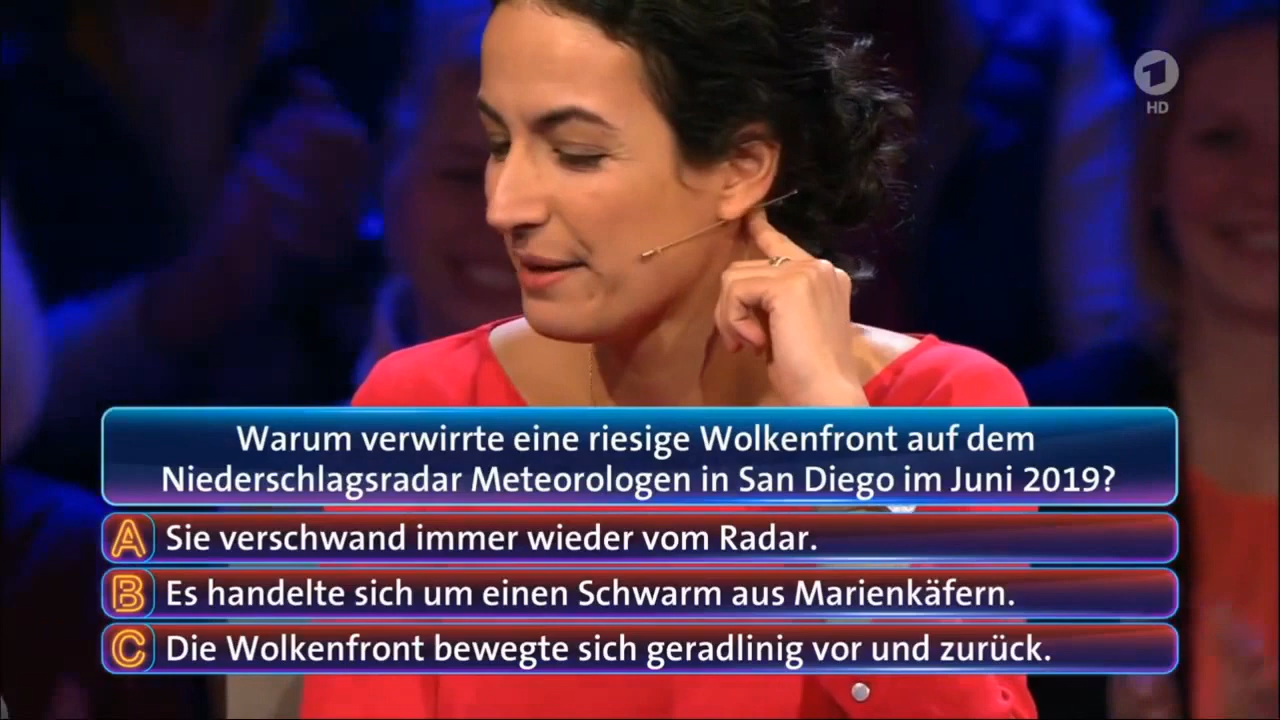 1
HD
Warum verwirrte eine riesige Wolkenfront auf dem
Niederschlagsradar Meteorologen in San Diego im Juni 2019?
A Sie verschwand immer wieder vom Radar.
B Es handelte sich um einen Schwarm aus Marienkäfern.
C Die Wolkenfront bewegte sich geradlinig vor und zurück.